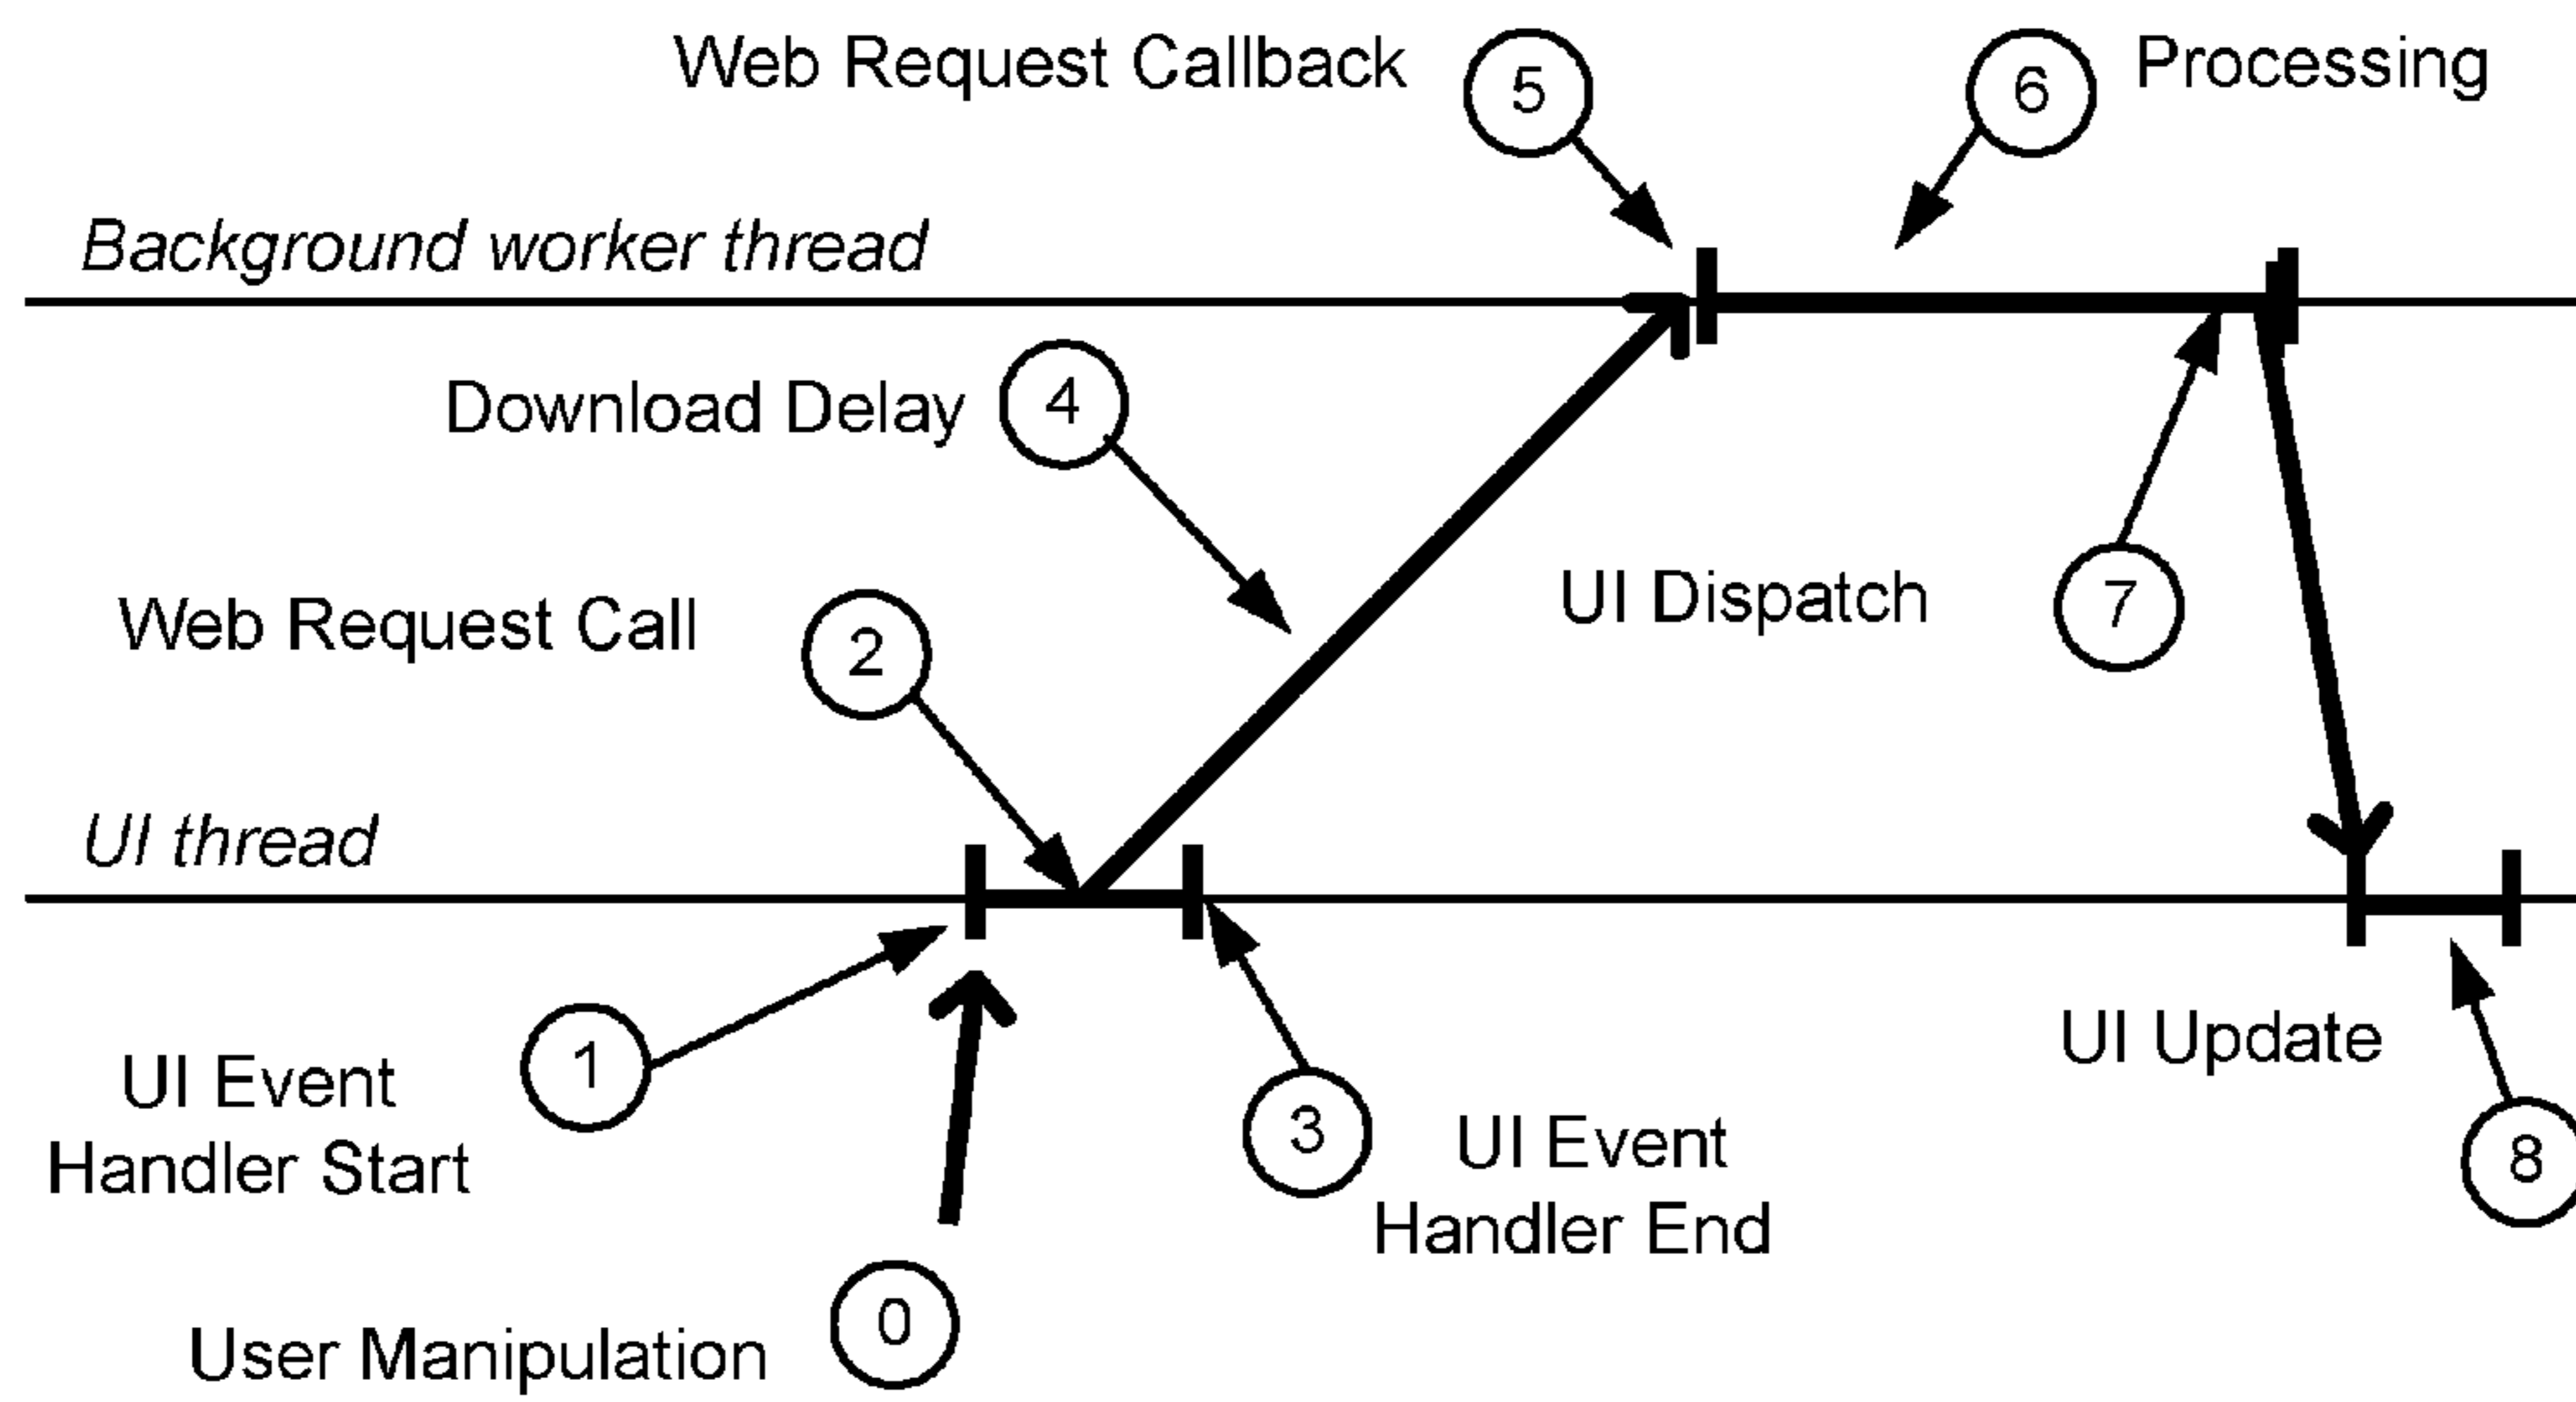 Web Request Callback 5 6 Processing
Background worker thread
Download Delay 4
UI Dispatch 7
Web Request Call 2
UI thread
1
UI Event
Handler Start
3
UI Event
Handler End
UI Update
8
User Manipulation 0